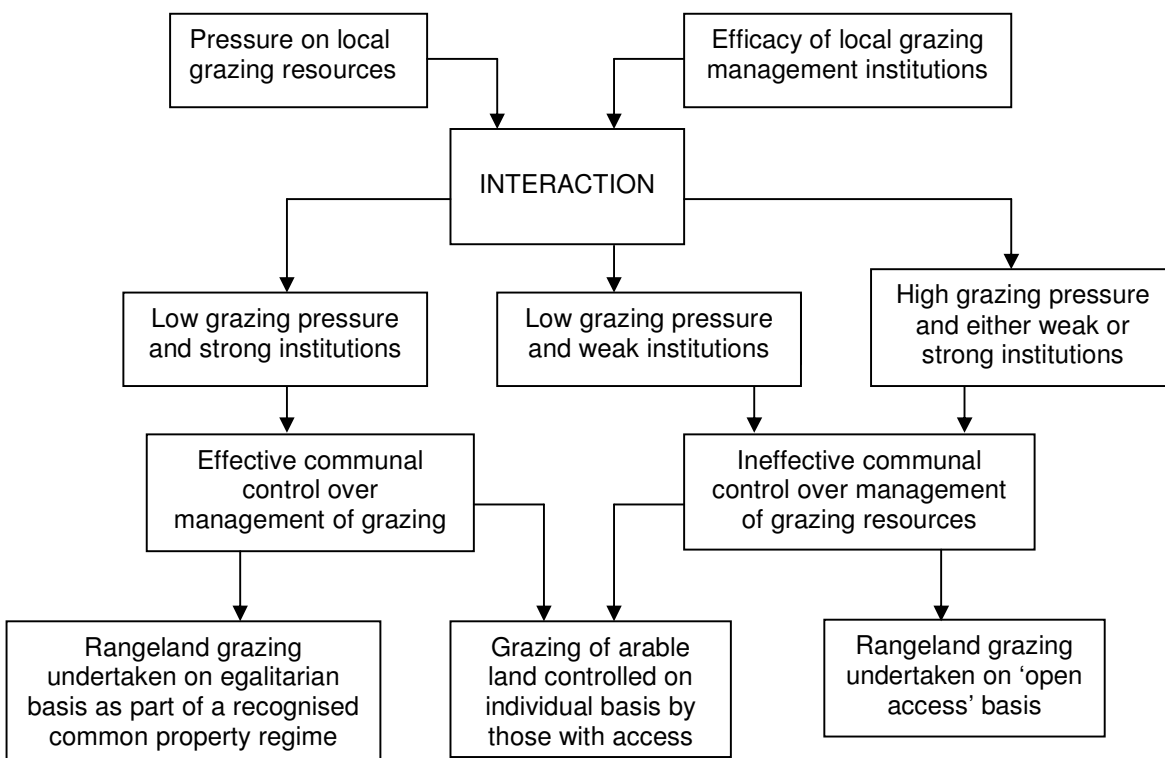 Pressure on local
grazing resources
Efficacy of local grazing
management institutions
INTERACTION
Low grazing pressure
and strong institutions
Low grazing pressure
and weak institutions
High grazing pressure
and either weak or
strong institutions
Effective communal
control over
management of grazing
Ineffective communal
control over management
of grazing resources
Rangeland grazing
undertaken on egalitarian
basis as part of a recognised
common property regime
Grazing of arable
land controlled on
individual basis by
those with access
Rangeland grazing
undertaken on ‘open
access’ basis